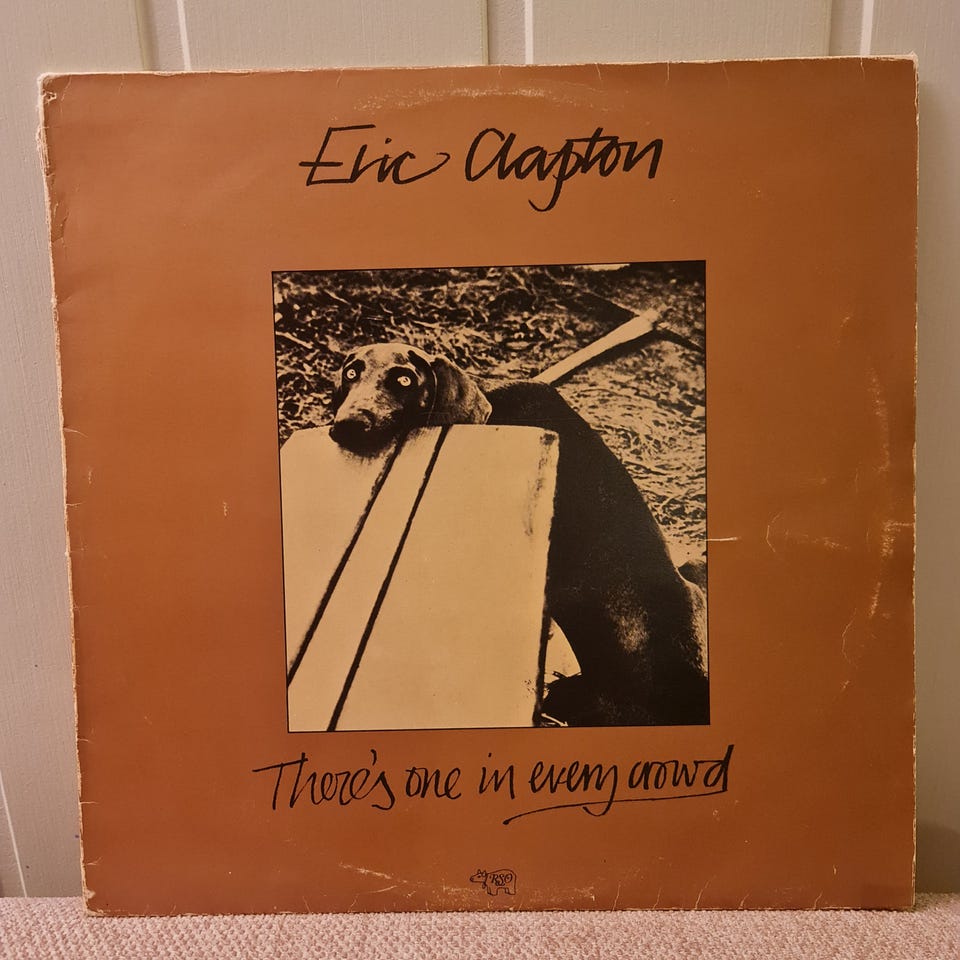 Eric Clapton
There's one in every crowd
RSO